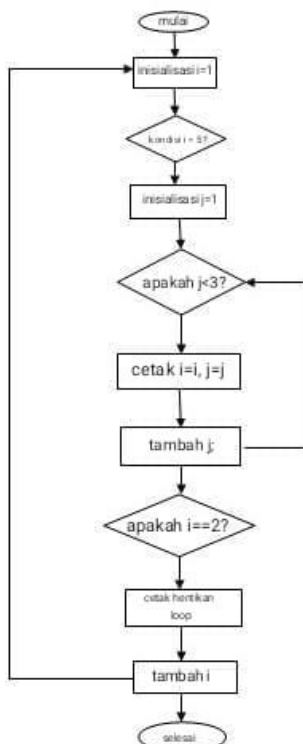 mulai
inisialisasi i=1
kondisi i = 5?
inisialisasi j=1
apakah j<3?
cetak i=i, j=j
tambah j;
apakah i==2?
cetak hentikan
loop
tambah i
selesai